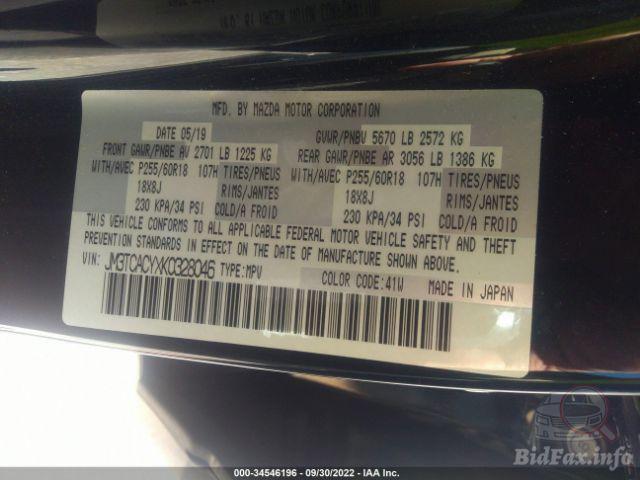 MFD. BY MAZDA MOTOR CORPORATION
DATE 05/19 GVWR/PNBV 5670 LB 2572 KG
FRONT GAWR/PNBE AV 2701 LB 1225 KG REAR GAWR/PNBE AR 3056 LB 1386 KG
WITH/AVEC P255/60R18 107H TIRES/PNEUS WITH/AVEC P255/60R18 107H TIRES/PNEUS
18X8J RIMS/JANTES 18X8J RIMS/JANTES
230 KPA/34 PSI COLD/A FROID 230 KPA/34 PSI COLD/A FROID
THIS VEHICLE CONFORMS TO ALL APPLICABLE FEDERAL MOTOR VEHICLE SAFETY AND THEFT
PREVENTION STANDARDS IN EFFECT ON THE DATE OF MANUFACTURE SHOWN ABOVE.
VIN: JM3TCACYXK0328046 TYPE:MPV COLOR CODE:41W MADE IN JAPAN
BidFax.info
000-34546196 - 09/30/2022 - IAA Inc.